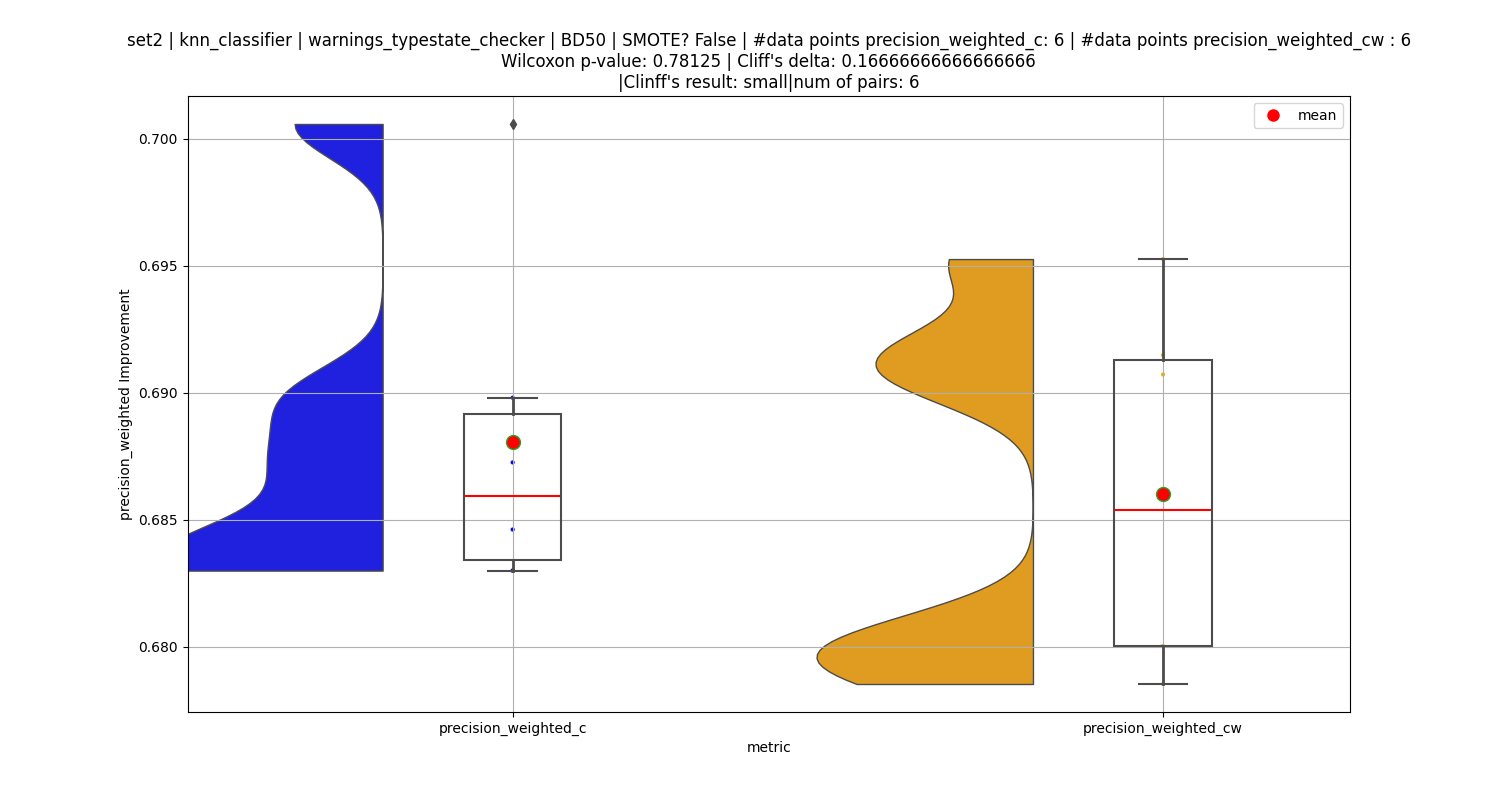 set2 | knn_classifier | warnings_typestate_checker | BD50 | SMOTE? False | #data points precision_weighted_c: 6 | #data points precision_weighted_cw : 6
Wilcoxon p-value: 0.78125 | Cliff's delta: 0.16666666666666666
|Clinff's result: small|num of pairs: 6
mean
0.700
0.695
0.690
0.685
0.680
precision_weighted Improvement
precision_weighted_c
precision_weighted_cw
metric